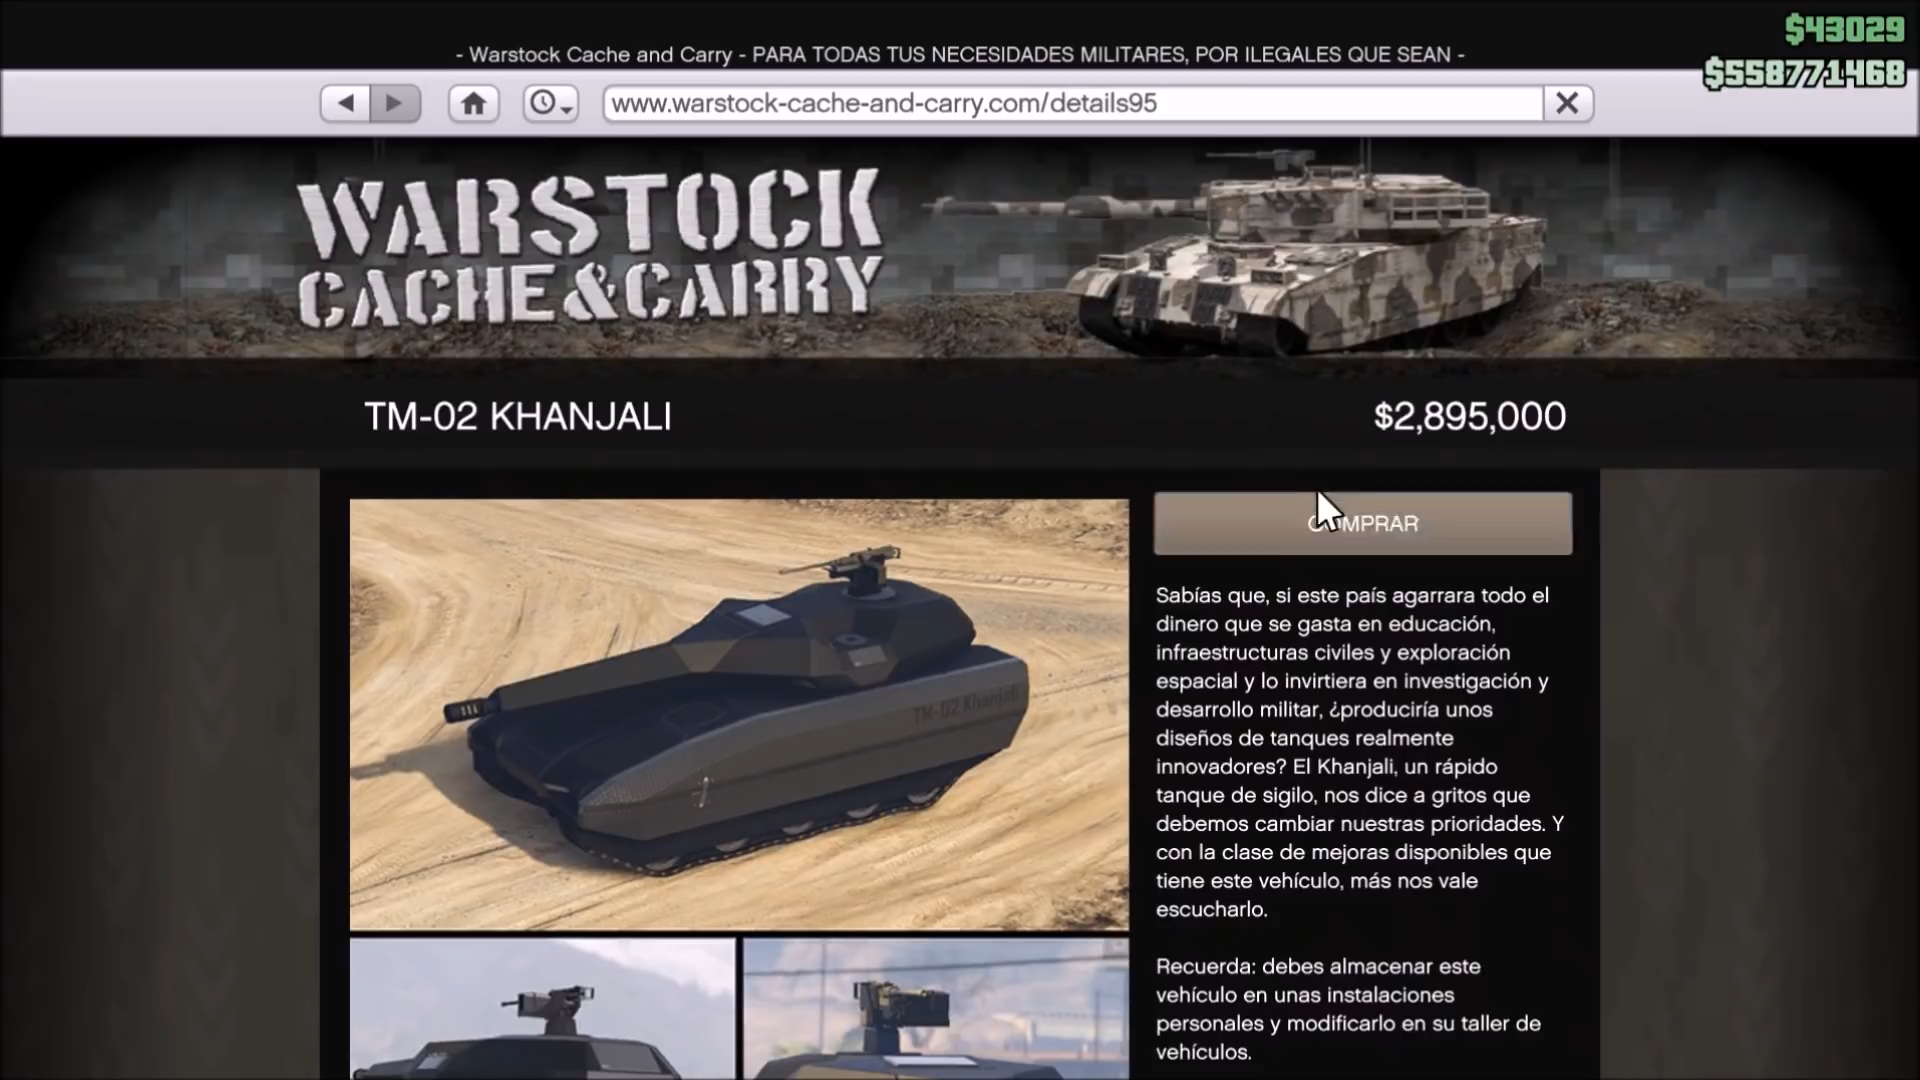 $43029
- Warstock Cache and Carry - PARA TODAS TUS NECESIDADES MILITARES, POR ILEGALES QUE SEAN -
$558771468
www.warstock-cache-and-carry.com/details95
WARSTOCK
CACHE & CARRY
TM-02 KHANJALI
$2,895,000
COMPRAR
TM-02 Khanjali
Sabías que, si este país agarrara todo el
dinero que se gasta en educación,
infraestructuras civiles y exploración
espacial y lo invirtiera en investigación y
desarrollo militar, ¿produciría unos
diseños de tanques realmente
innovadores? El Khanjali, un rápido
tanque de sigilo, nos dice a gritos que
debemos cambiar nuestras prioridades. Y
con la clase de mejoras disponibles que
tiene este vehículo, más nos vale
escucharlo.
Recuerda: debes almacenar este
vehículo en unas instalaciones
personales y modificarlo en su taller de
vehículos.